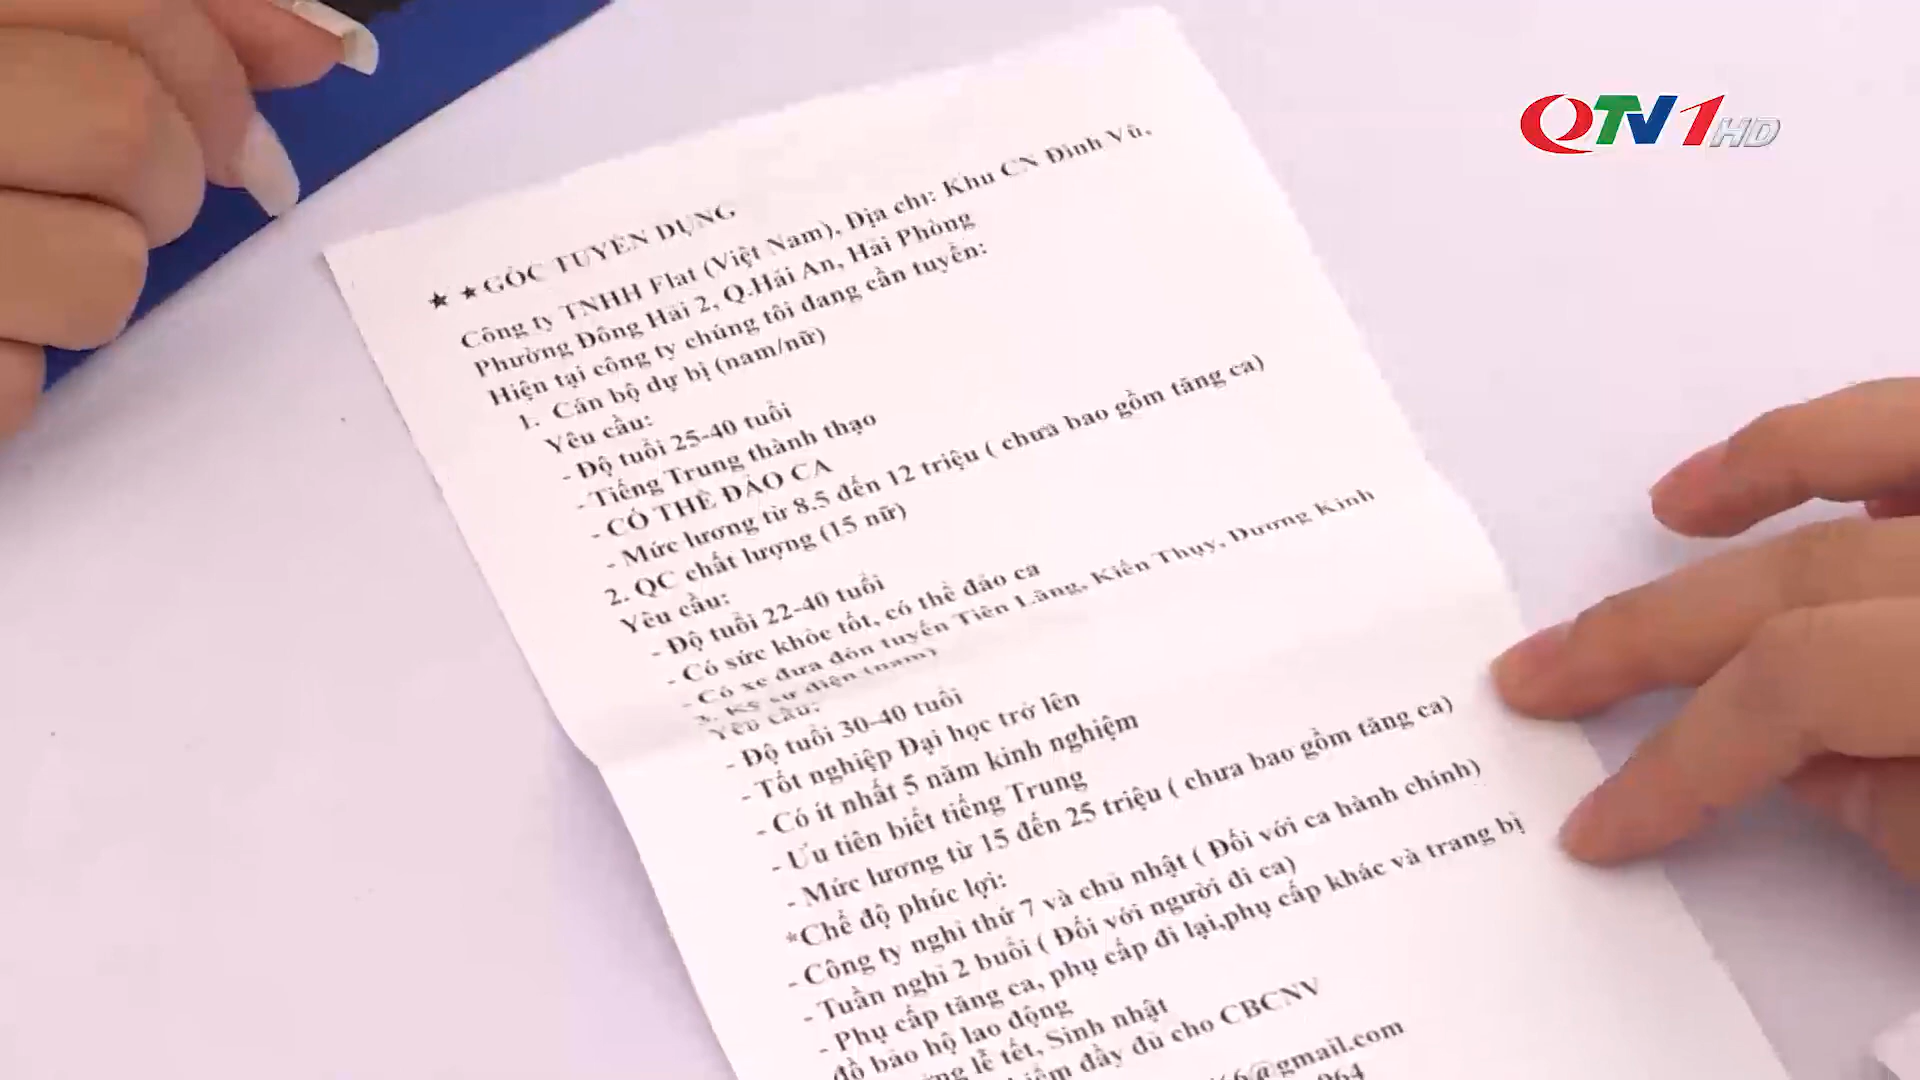 QTV1HD
★ ★GÓC TUYỂN DỤNG
Công ty TNHH Flat (Việt Nam), Địa chỉ: Khu CN Đình Vũ,
Phường Đông Hải 2, Q.Hải An, Hải Phòng
Hiện tại công ty chúng tôi đang cần tuyển:
1. Cán bộ dự bị (nam/nữ)
Yêu cầu:
- Độ tuổi 25-40 tuổi
- Tiếng Trung thành thạo
- CÓ THỂ ĐẢO CA
- Mức lương từ 8.5 đến 12 triệu ( chưa bao gồm tăng ca)
2. QC chất lượng (15 nữ)
Yêu cầu:
- Độ tuổi 22-40 tuổi
- Có sức khỏe tốt, có thể đảo ca
- Có xe đưa đón tuyến Tiên Lãng, Kiến Thụy, Dương Kinh
3. Kỹ sư điện (nam)
Yêu cầu:
- Độ tuổi 30-40 tuổi
- Tốt nghiệp Đại học trở lên
- Có ít nhất 5 năm kinh nghiệm
- Ưu tiên biết tiếng Trung
- Mức lương từ 15 đến 25 triệu ( chưa bao gồm tăng ca)
*Chế độ phúc lợi:
- Công ty nghỉ thứ 7 và chủ nhật ( Đối với ca hành chính)
- Tuần nghỉ 2 buổi ( Đối với người đi ca)
- Phụ cấp tăng ca, phụ cấp đi lại,phụ cấp khác và trang bị
đồ bảo hộ lao động
lễ tết, Sinh nhật
đầy đủ cho CBCNV
@gmail.com
964